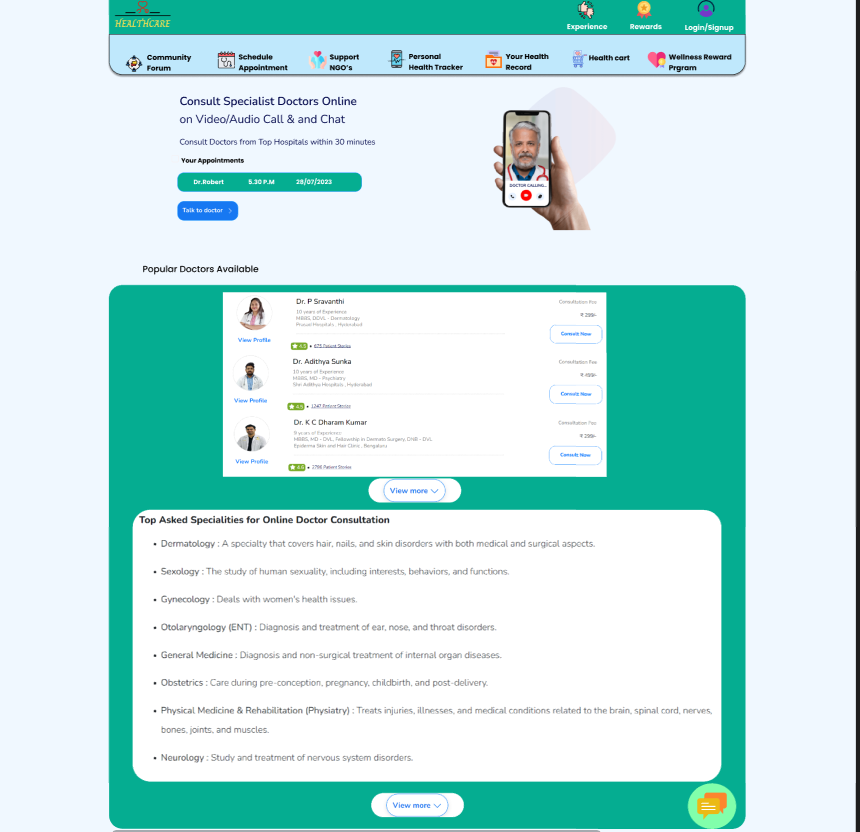 HEALTHCARE
Experience
Rewards
Login/Signup
Community
Forum
Schedule
Appointment
Support
NGO's
Personal
Health Tracker
Your Health
Record
Health cart
Wellness Reward
Prgram
Consult Specialist Doctors Online
on Video/Audio Call & and Chat
Consult Doctors from Top Hospitals within 30 minutes
Your Appointments
Dr.Robert 5.30 P.M 28/07/2023
Talk to doctor
DOCTOR CALLING...
Popular Doctors Available
Dr. P Sravanthi
10 years of Experience
MBBS, DDVL - Dermatology
Prasad Hospitals , Hyderabad
View Profile
4.5 • 675 Patient Stories
Consultation Fee
₹ 299/-
Consult Now
Dr. Adithya Sunka
10 years of Experience
MBBS, MD - Psychiatry
Shri Adithya Hospitals , Hyderabad
View Profile
4.5 • 1247 Patient Stories
Consultation Fee
₹ 499/-
Consult Now
Dr. K C Dharam Kumar
9 years of Experience
MBBS, MD - DVL, Fellowship in Dermato Surgery, DNB - DVL
Epiderma Skin and Hair Clinic , Bengaluru
View Profile
4.5 • 2786 Patient Stories
Consultation Fee
₹ 299/-
Consult Now
View more
Top Asked Specialities for Online Doctor Consultation
• Dermatology : A specialty that covers hair, nails, and skin disorders with both medical and surgical aspects.
• Sexology : The study of human sexuality, including interests, behaviors, and functions.
• Gynecology : Deals with women's health issues.
• Otolaryngology (ENT) : Diagnosis and treatment of ear, nose, and throat disorders.
• General Medicine : Diagnosis and non-surgical treatment of internal organ diseases.
• Obstetrics : Care during pre-conception, pregnancy, childbirth, and post-delivery.
• Physical Medicine & Rehabilitation (Physiatry) : Treats injuries, illnesses, and medical conditions related to the brain, spinal cord, nerves,
bones, joints, and muscles.
• Neurology : Study and treatment of nervous system disorders.
View more